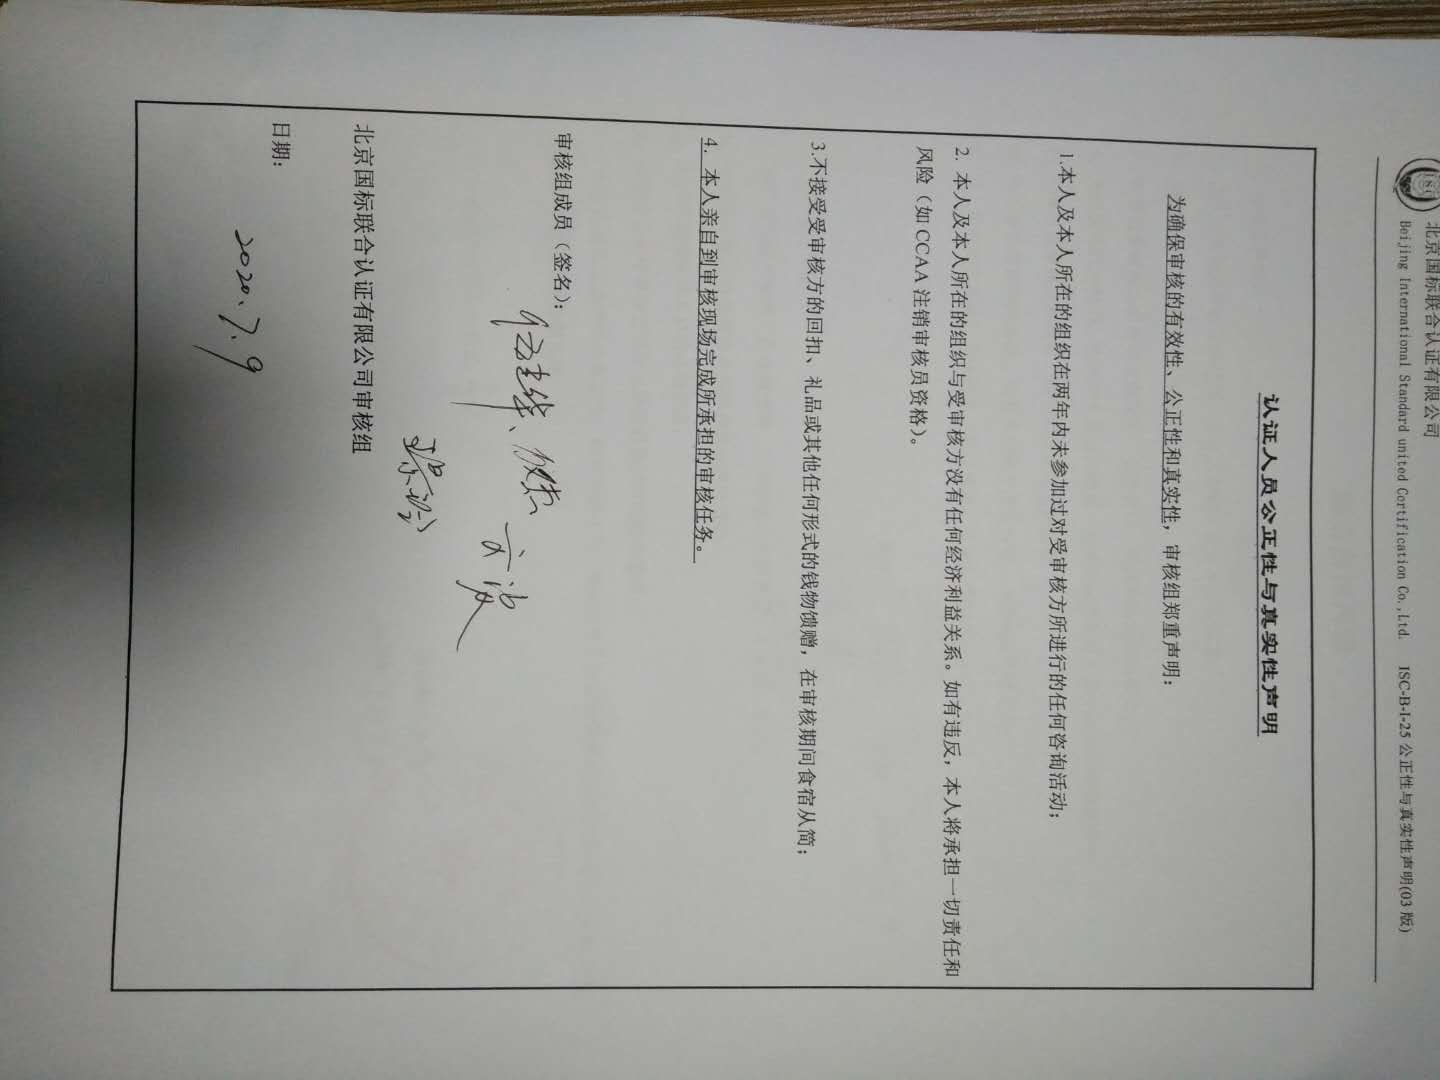 北京国标联合认证有限公司
Beijing International Standard united Certification Co.,Ltd. ISC-B-I-25 公正性与真实性声明(03 版)
认证人员公正性与真实性声明
为确保审核的有效性、公正性和真实性，审核组郑重声明：
1.本人及本人所在的组织在两年内未参加过对受审核方所进行的任何咨询活动；
2. 本人及本人所在的组织与受审核方没有任何经济利益关系。如有违反，本人将承担一切责任和
风险（如 CCAA 注销审核员资格）。
3.不接受受审核方的回扣、礼品或其他任何形式的钱物馈赠，在审核期间食宿从简；
4. 本人亲自到审核现场完成所承担的审核任务。
审核组成员（签名）：
北京国标联合认证有限公司审核组
日期：
2020.7.9